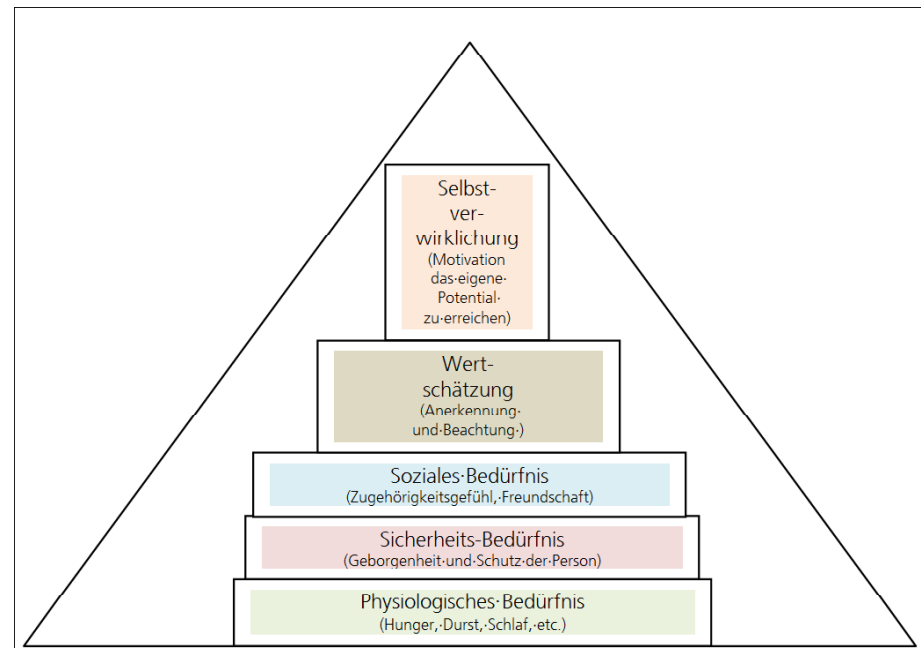 Selbst-
ver-
wirklichung
(Motivation
das·eigene·
Potential·
zu·erreichen)
Wert-
schätzung
(Anerkennung·
und·Beachtung·)
Soziales·Bedürfnis
(Zugehörigkeitsgefühl,·Freundschaft)
Sicherheits-Bedürfnis
(Geborgenheit·und·Schutz·der·Person)
Physiologisches·Bedürfnis
(Hunger,·Durst,·Schlaf,·etc.)